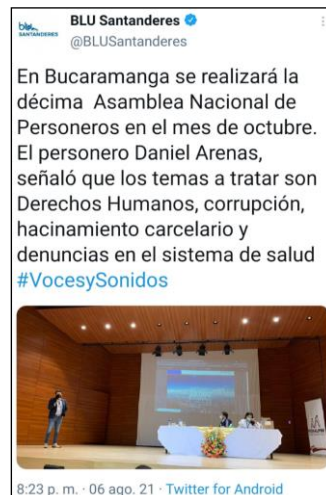 BLU Santanderes
blu
SANTANDERES
@BLUSantanderes
En Bucaramanga se realizará la
décima Asamblea Nacional de
Personeros en el mes de octubre.
El personero Daniel Arenas,
señaló que los temas a tratar son
Derechos Humanos, corrupción,
hacinamiento carcelario y
denuncias en el sistema de salud
#VocesySonidos
8:23 p. m. · 06 ago. 21 · Twitter for Android